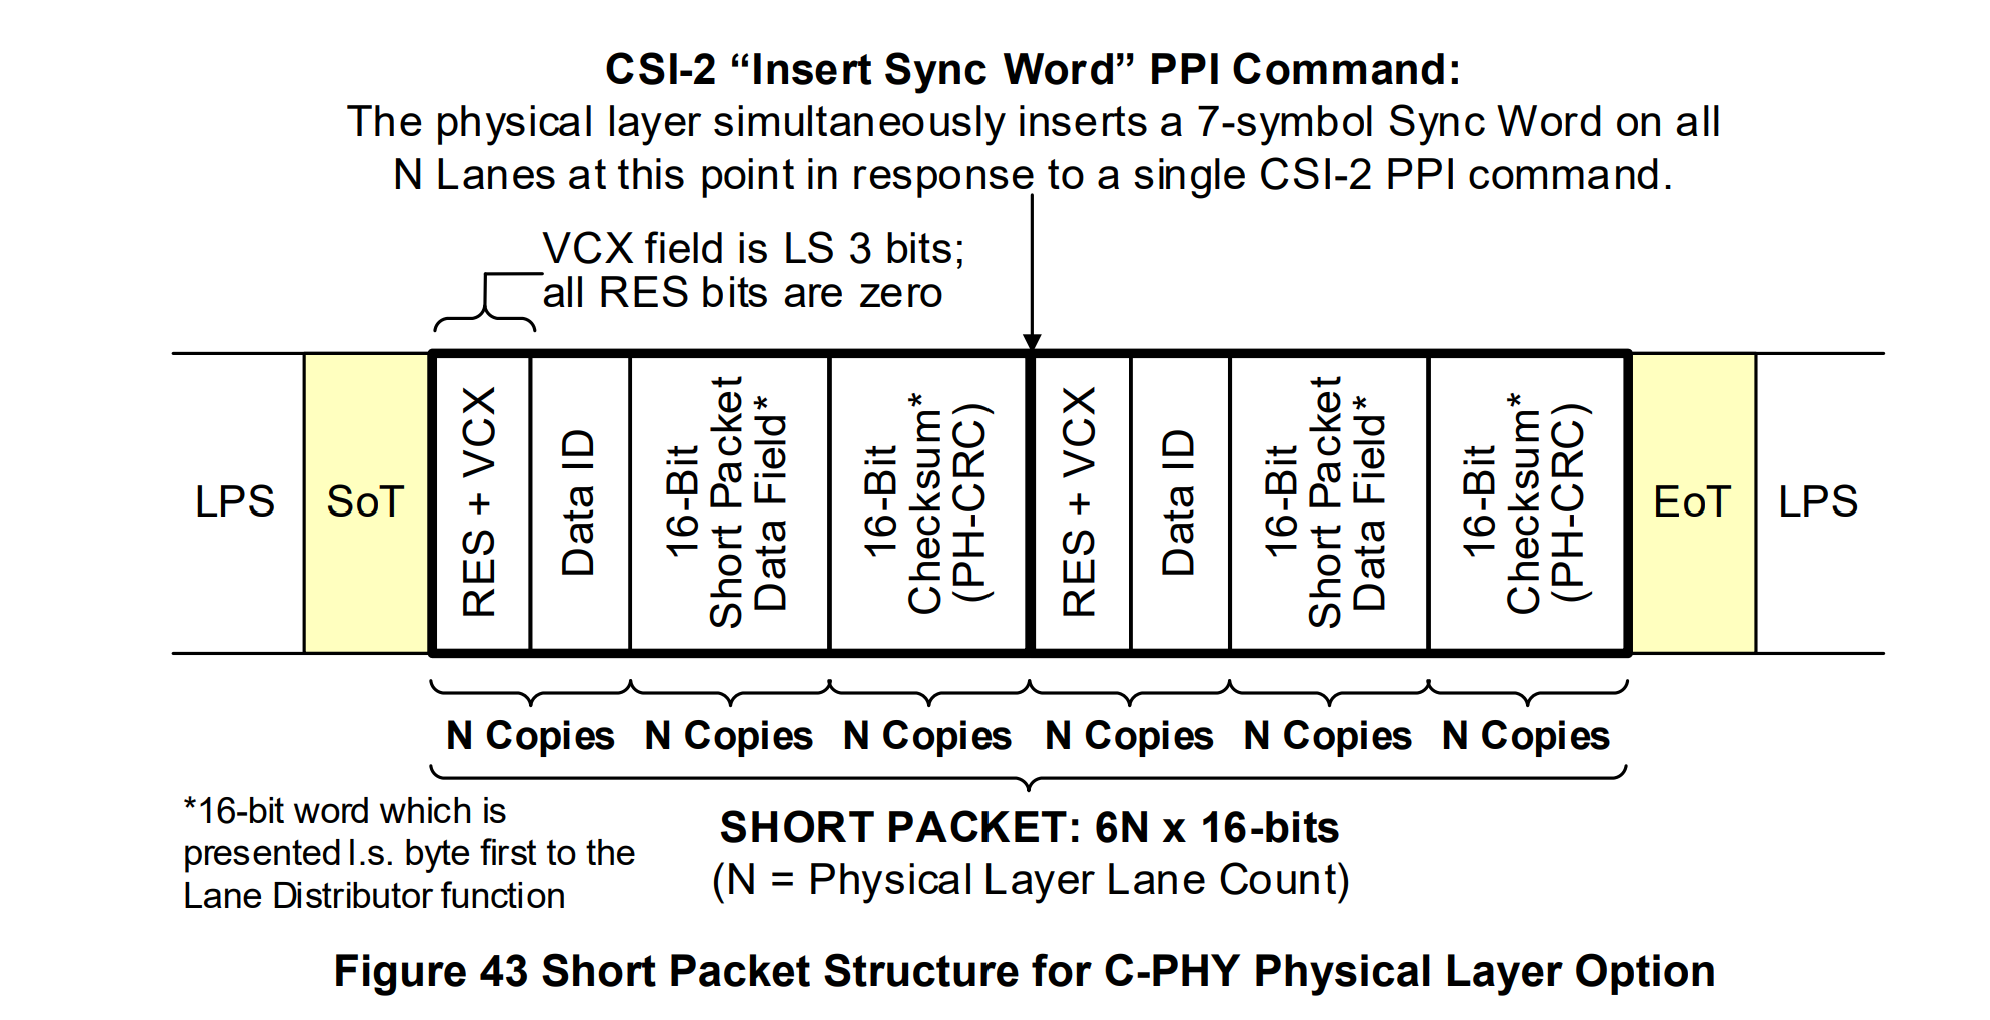 CSI-2 “Insert Sync Word” PPI Command:
The physical layer simultaneously inserts a 7-symbol Sync Word on all
N Lanes at this point in response to a single CSI-2 PPI command.
VCX field is LS 3 bits;
all RES bits are zero
LPS
SoT
RES + VCX
Data ID
16-Bit
Short Packet
Data Field*
16-Bit
Checksum*
(PH-CRC)
RES + VCX
Data ID
16-Bit
Short Packet
Data Field*
16-Bit
Checksum*
(PH-CRC)
EoT
LPS
N Copies
N Copies
N Copies
N Copies
N Copies
N Copies
*16-bit word which is
presented l.s. byte first to the
Lane Distributor function
SHORT PACKET: 6N x 16-bits
(N = Physical Layer Lane Count)
Figure 43 Short Packet Structure for C-PHY Physical Layer Option